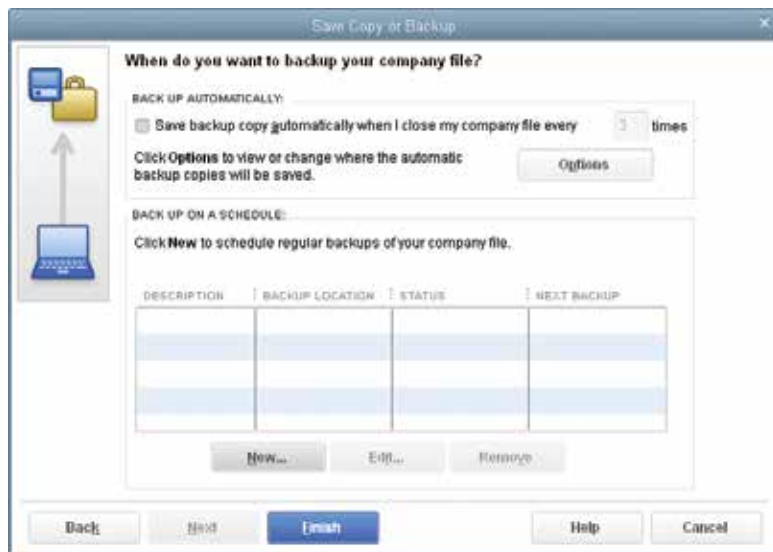 Save Copy or Backup
When do you want to backup your company file?
BACK UP AUTOMATICALLY:
Save backup copy automatically when I close my company file every 3 times
Click Options to view or change where the automatic
backup copies will be saved.
Options
BACK UP ON A SCHEDULE:
Click New to schedule regular backups of your company file.
DESCRIPTION BACKUP LOCATION STATUS NEXT BACKUP
New... Edit... Remove
Back Next Finish Help Cancel